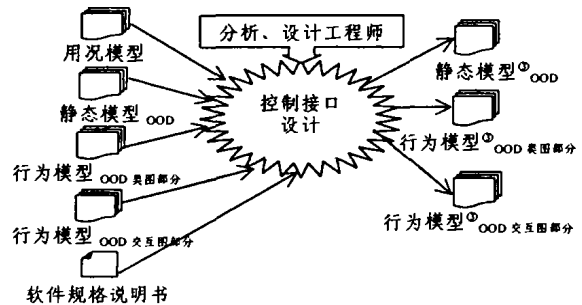 分析、设计工程师
用况模型
静态模型OOD
行为模型OOD类图部分
行为模型OOD交互图部分
软件规格说明书
控制接口
设计
静态模型③OOD
行为模型③OOD类图部分
行为模型③OOD交互图部分